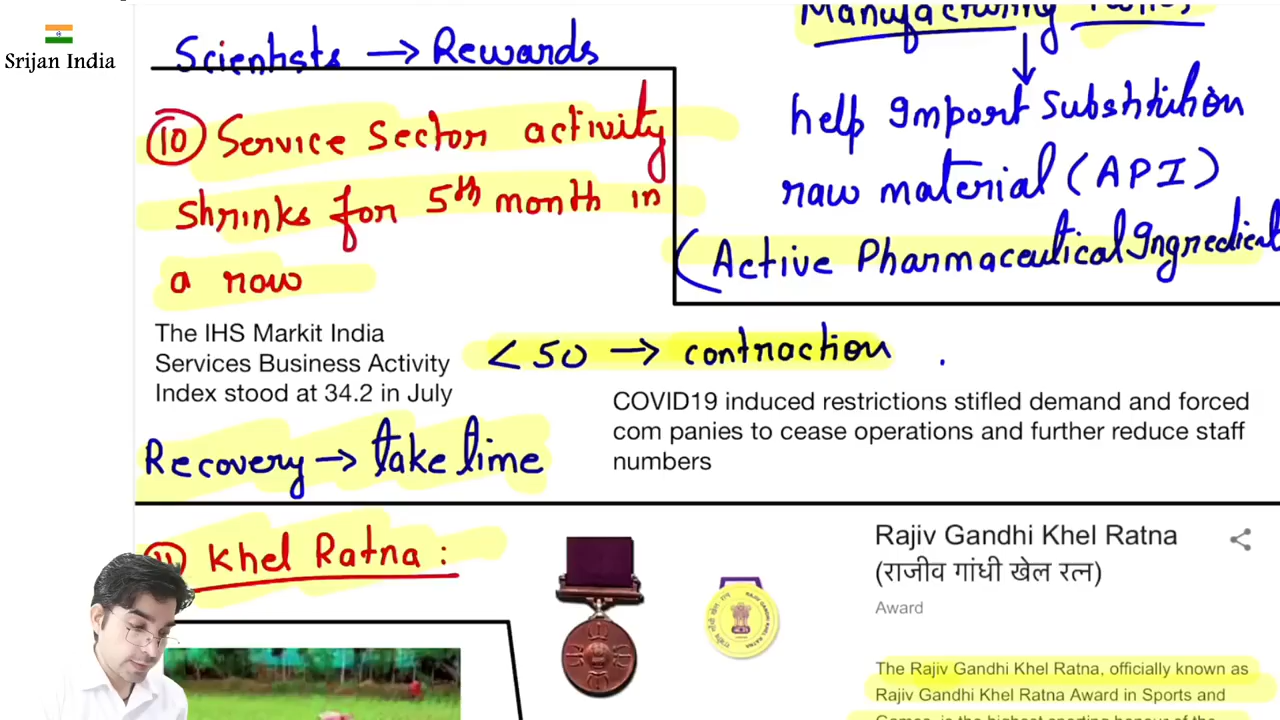 Srijan India
Scientists → Rewards
⑩ Service Sector activity
shrinks for 5th month in
a row
The IHS Markit India
Services Business Activity
Index stood at 34.2 in July
< 50 → contraction
Recovery → take time
COVID19 induced restrictions stifled demand and forced
com panies to cease operations and further reduce staff
numbers
Manufacturing
help Import Substitution
raw material (API)
(Active Pharmaceutical Ingredient
Khel Ratna :
Rajiv Gandhi Khel Ratna
(राजीव गांधी खेल रत्न)
Award
The Rajiv Gandhi Khel Ratna, officially known as
Rajiv Gandhi Khel Ratna Award in Sports and